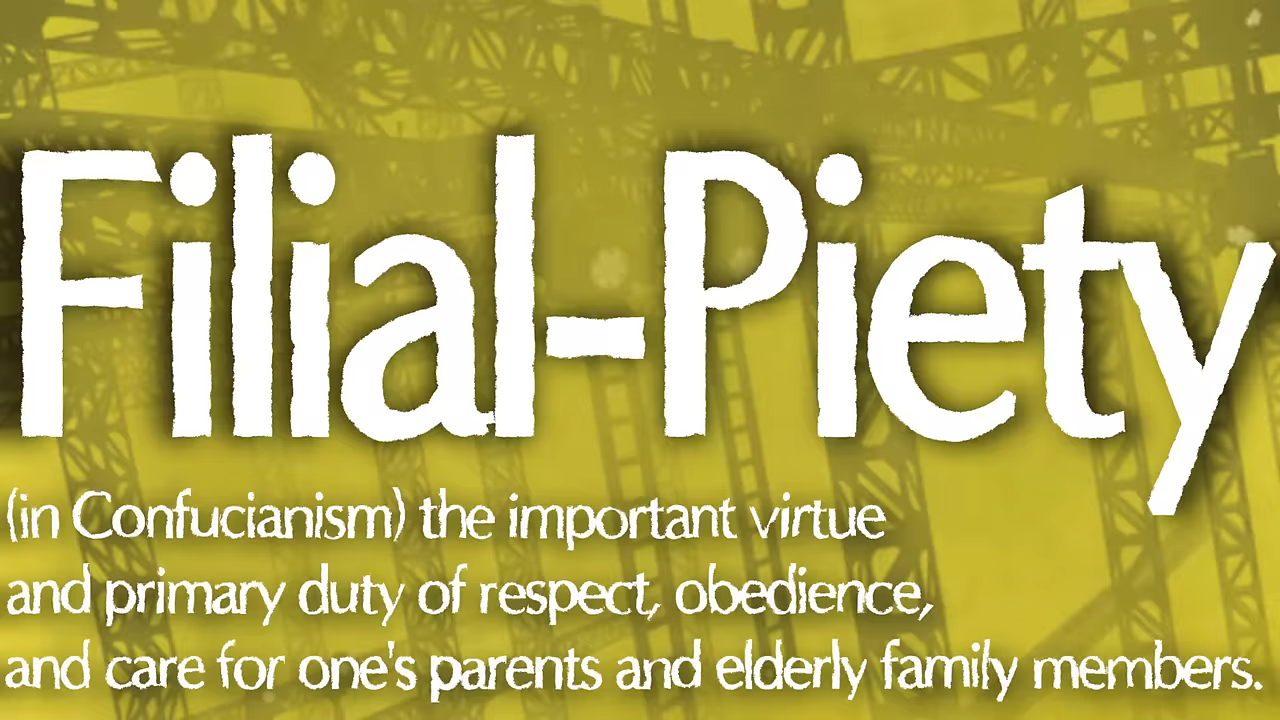 Filial-Piety
(in Confucianism) the important virtue
and primary duty of respect, obedience,
and care for one's parents and elderly family members.